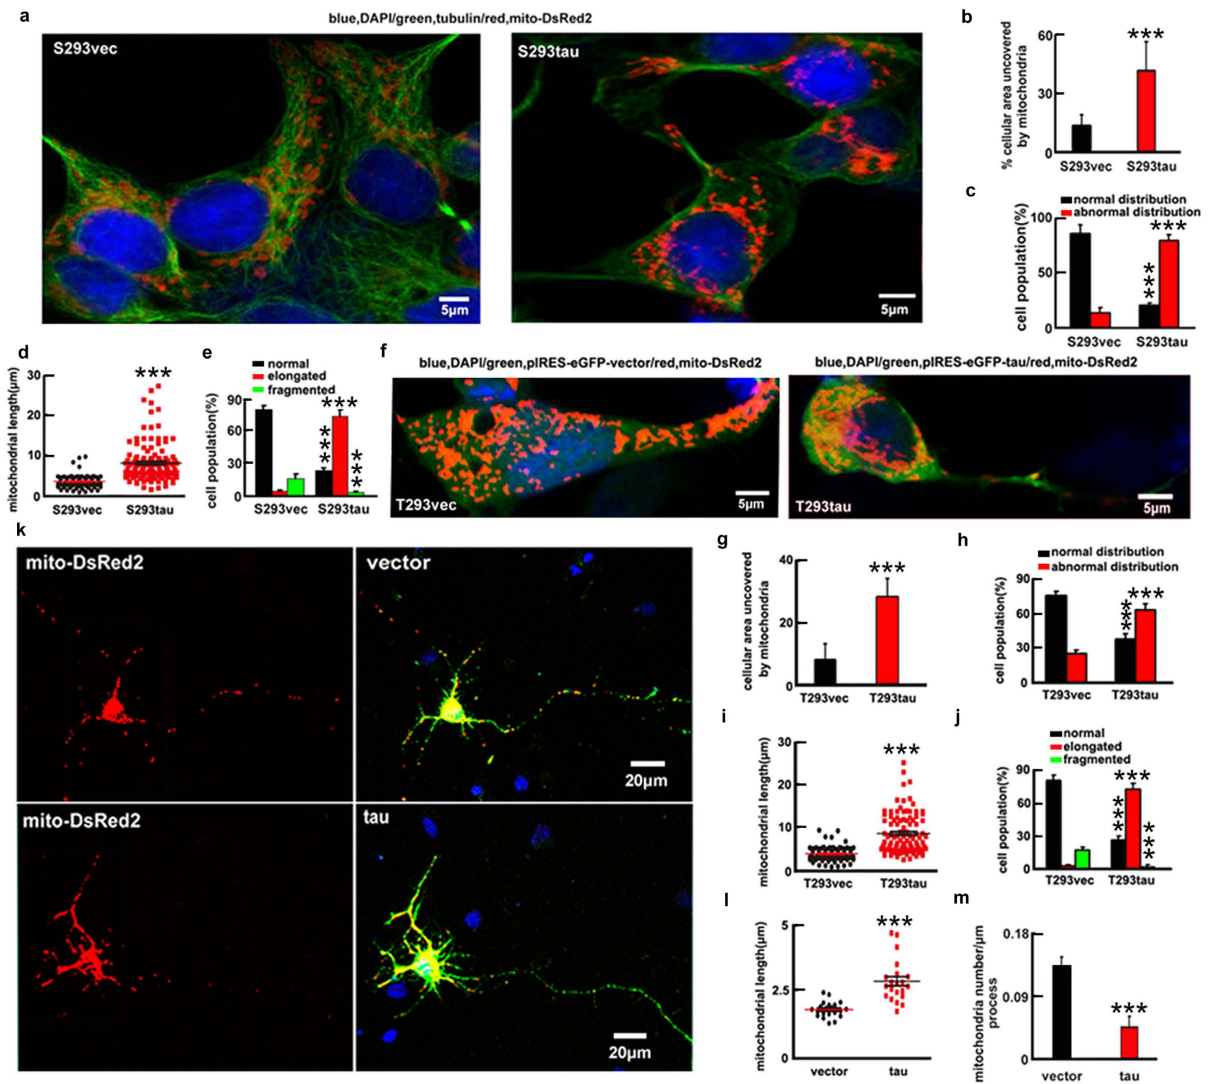 a
blue,DAPI/green,tubulin/red,mito-DsRed2
S293vec
5µm
S293tau
5µm
b
% cellular area uncovered
by mitochondria
60
30
0
***
S293vec
S293tau
c
normal distribution
abnormal distribution
cell population(%)
100
50
0
***
***
S293vec
S293tau
d
mitochondrial length(µm)
30
20
10
0
***
S293vec
S293tau
e
normal
elongated
fragmented
cell population(%)
90
60
30
0
***
***
***
S293vec
S293tau
f
blue,DAPI/green,pIRES-eGFP-vector/red,mito-DsRed2
T293vec
5µm
blue,DAPI/green,pIRES-eGFP-tau/red,mito-DsRed2
T293tau
5µm
k
mito-DsRed2
vector
20µm
mito-DsRed2
tau
20µm
g
cellular area uncovered
by mitochondria
40
20
0
***
T293vec
T293tau
h
normal distribution
abnormal distribution
cell population(%)
90
60
30
0
***
***
T293vec
T293tau
i
mitochondrial length(µm)
30
20
10
0
***
T293vec
T293tau
j
normal
elongated
fragmented
cell population(%)
90
60
30
0
***
***
***
T293vec
T293tau
l
mitochondrial length(µm)
5
2.5
0
***
vector
tau
m
mitochondria number/µm
process
0.18
0.09
0
***
vector
tau